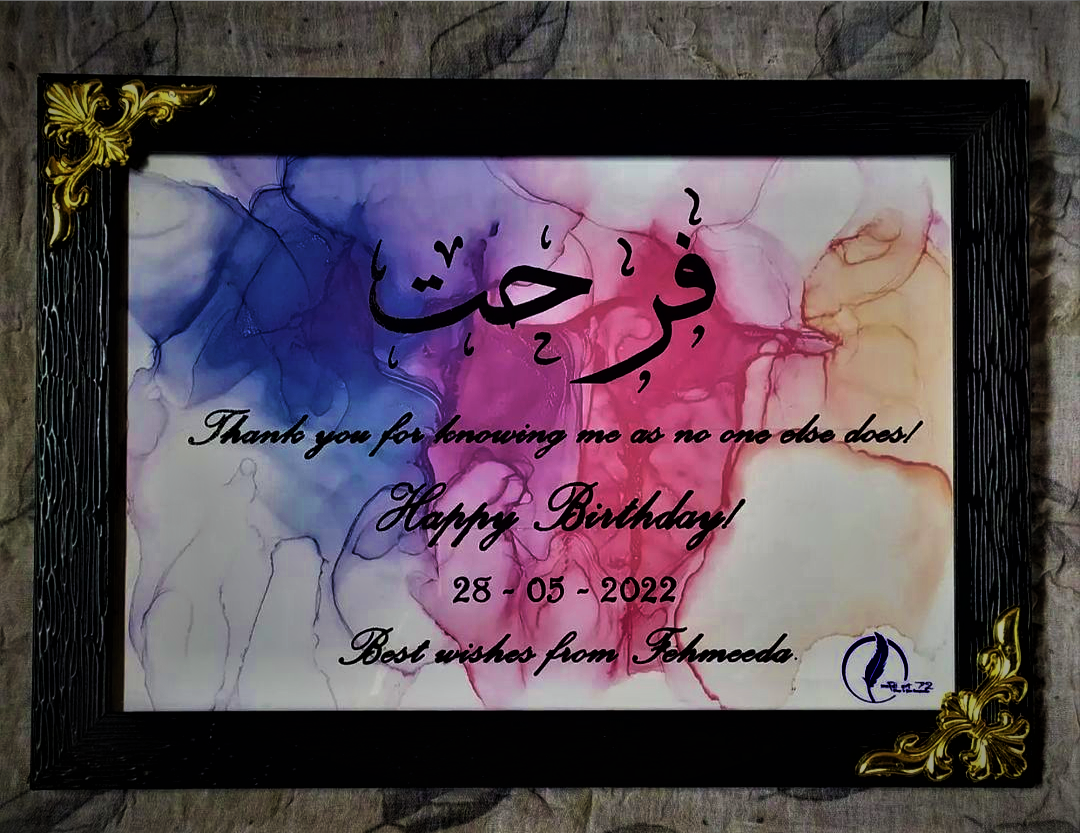 فرحت
Thank you for knowing me as no one else does!
Happy Birthday!
28 - 05 - 2022
Best wishes from Fehmeeda.